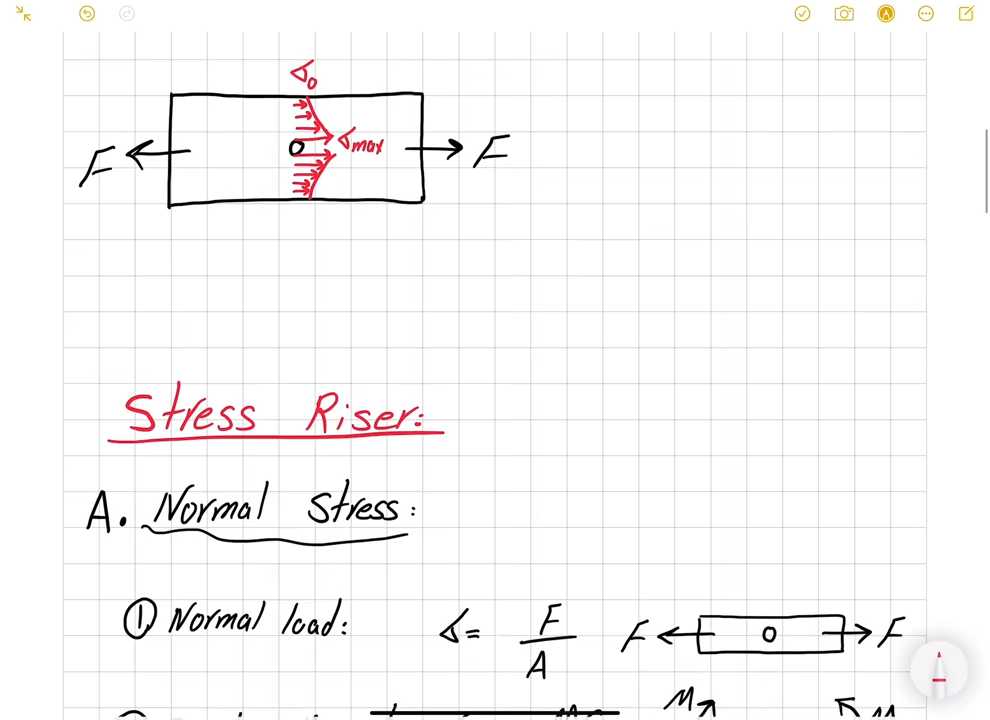 σ₀
F σmax F
Stress Riser:
A. Normal Stress:
① Normal load: σ = F/A F F
M M